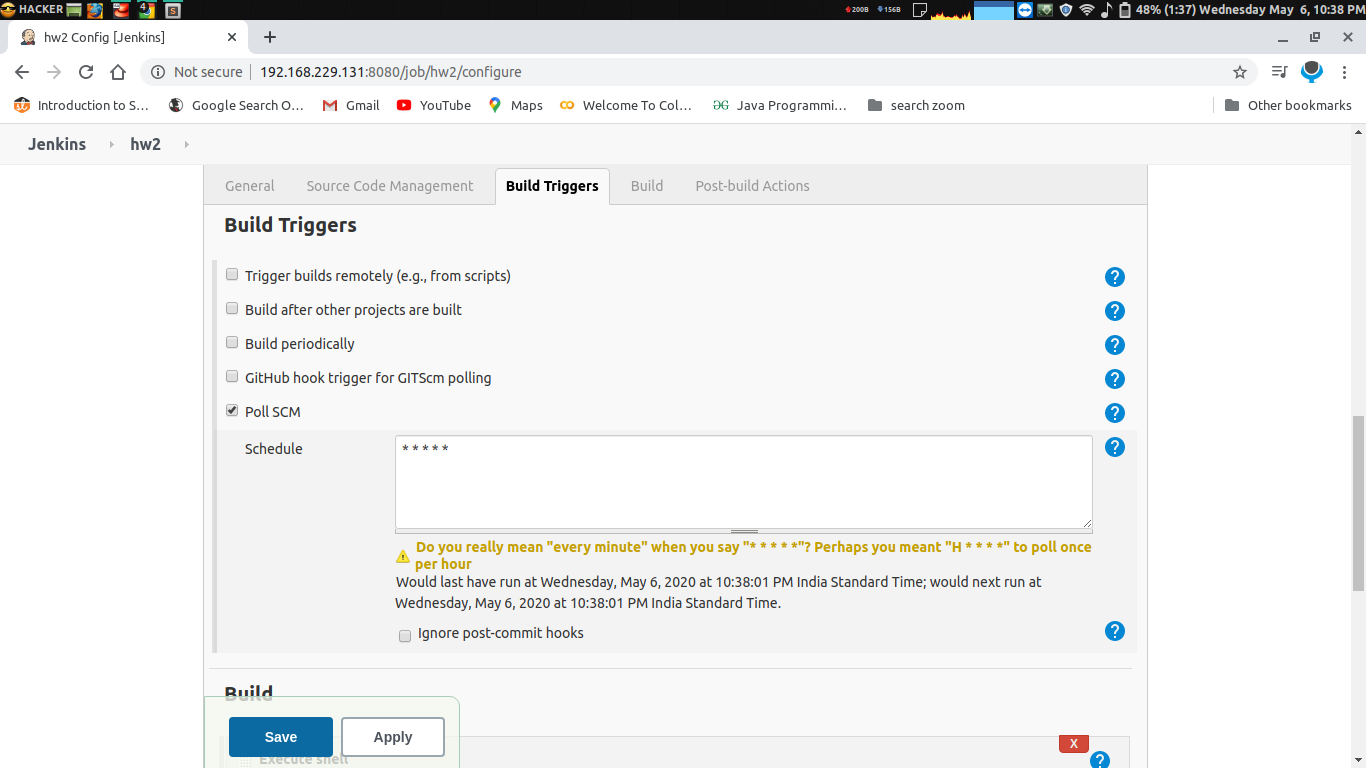 HACKER 200B 156B 48% (1:37) Wednesday May 6, 10:38 PM
hw2 Config [Jenkins]
Not secure 192.168.229.131:8080/job/hw2/configure
Introduction to S... Google Search O... Gmail YouTube Maps Welcome To Col... Java Programmi... search zoom Other bookmarks
Jenkins hw2
General Source Code Management Build Triggers Build Post-build Actions
Build Triggers
Trigger builds remotely (e.g., from scripts)
Build after other projects are built
Build periodically
GitHub hook trigger for GITScm polling
Poll SCM
Schedule * * * * *
Do you really mean "every minute" when you say "* * * * *"? Perhaps you meant "H * * * *" to poll once
per hour
Would last have run at Wednesday, May 6, 2020 at 10:38:01 PM India Standard Time; would next run at
Wednesday, May 6, 2020 at 10:38:01 PM India Standard Time.
Ignore post-commit hooks
Build
Save Apply
X
Execute shell